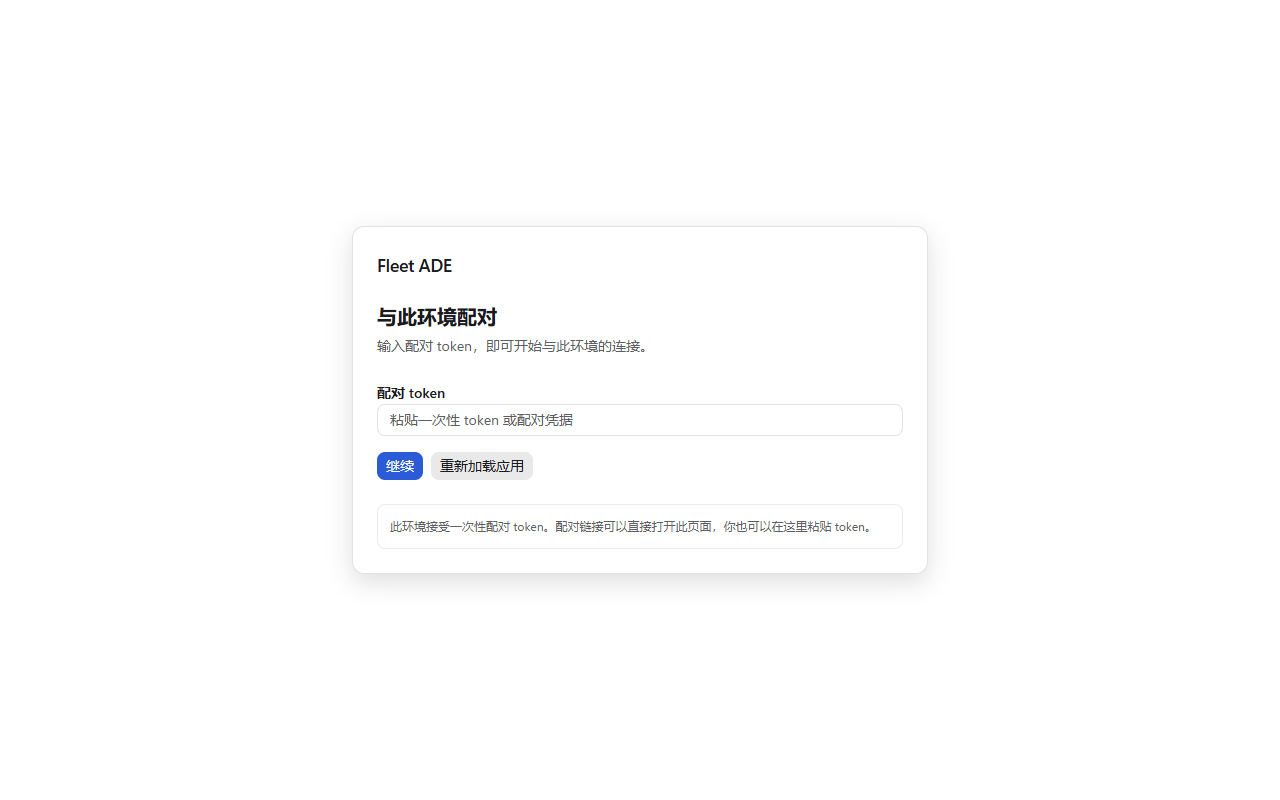 Fleet ADE
与此环境配对
输入配对 token，即可开始与此环境的连接。
配对 token
粘贴一次性 token 或配对凭据
继续
重新加载应用
此环境接受一次性配对 token。配对链接可以直接打开此页面，你也可以在这里粘贴 token。